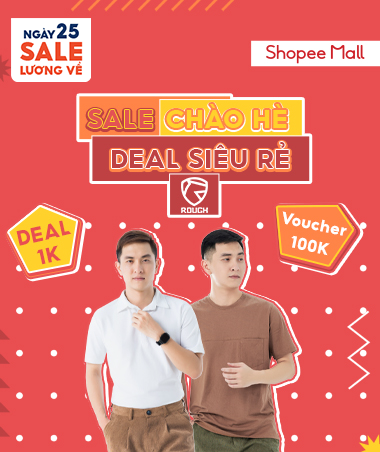 NGÀY 25
SALE
LƯƠNG VỀ
Shopee Mall
SALE CHÀO HÈ
DEAL SIÊU RẺ
ROUGH
DEAL
1K
Voucher
100K